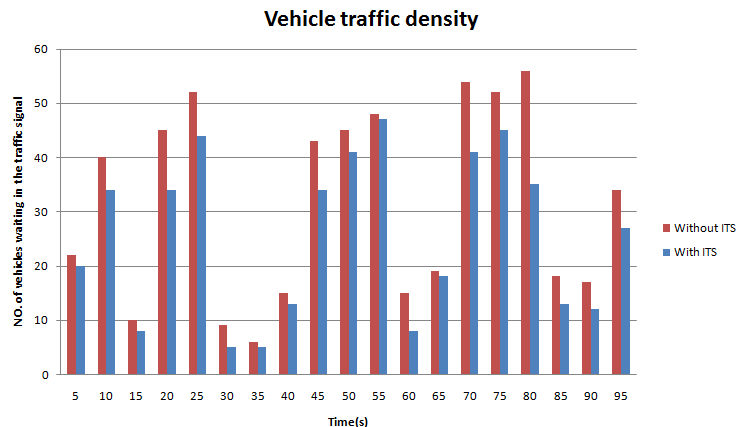 Vehicle traffic density
NO. of vehicles waiting in the traffic signal
60
50
40
30
20
10
0
5 10 15 20 25 30 35 40 45 50 55 60 65 70 75 80 85 90 95
Time(s)
Without ITS
With ITS